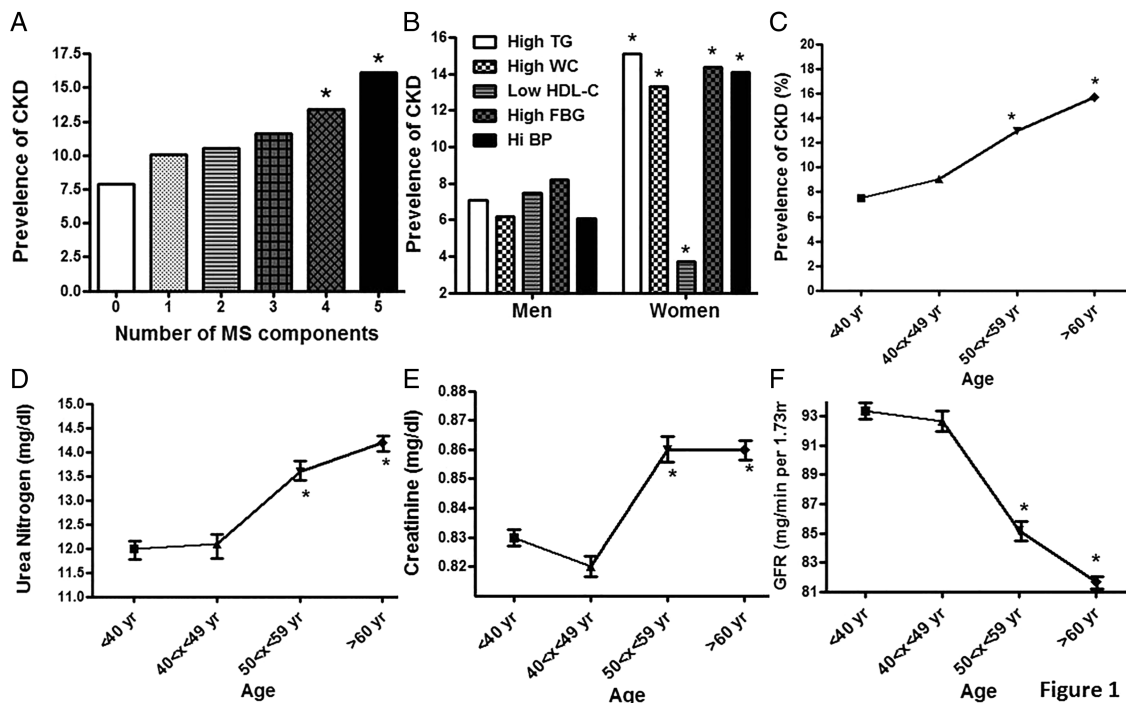 A
Prevelence of CKD
17.5
15.0
12.5
10.0
7.5
5.0
2.5
0.0
*
*
0 1 2 3 4 5
Number of MS components
B
Prevelence of CKD
16
14
12
10
8
6
4
2
High TG
High WC
Low HDL-C
High FBG
Hi BP
*
*
*
*
*
Men Women
C
Prevelence of CKD (%)
20
18
16
14
12
10
8
6
4
2
0
*
*
<40 yr
40<x<49 yr
50<x<59 yr
>60 yr
Age
D
Urea Nitrogen (mg/dl)
15.0
14.5
14.0
13.5
13.0
12.5
12.0
11.5
11.0
*
*
<40 yr
40<x<49 yr
50<x<59 yr
>60 yr
Age
E
Creatinine (mg/dl)
0.88
0.88
0.87
0.86
0.85
0.84
0.83
0.82
*
*
<40 yr
40<x<49 yr
50<x<59 yr
>60 yr
Age
F
GFR (mg/min per 1.73m
93
91
89
87
85
83
81
*
*
<40 yr
40<x<49 yr
50<x<59 yr
>60 yr
Age
Figure 1